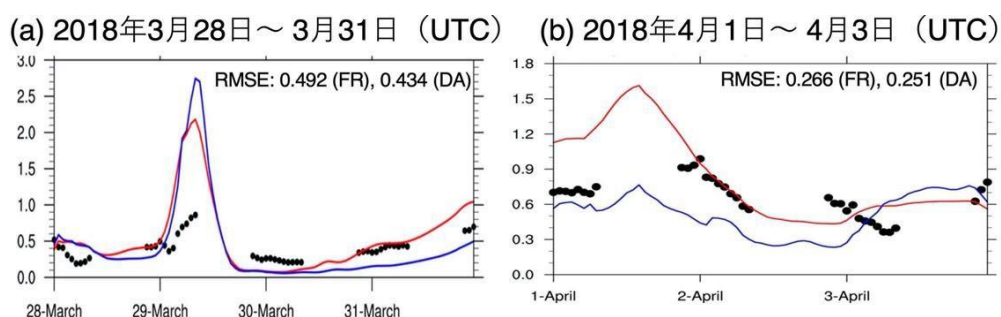 (a) 2018年3月28日～ 3月31日（UTC）
RMSE: 0.492 (FR), 0.434 (DA)
3.0
2.5
2.0
1.5
1.0
0.5
0.0
28-March
29-March
30-March
31-March
(b) 2018年4月1日～ 4月3日（UTC）
RMSE: 0.266 (FR), 0.251 (DA)
1.8
1.5
1.2
0.9
0.6
0.3
0.0
1-April
2-April
3-April